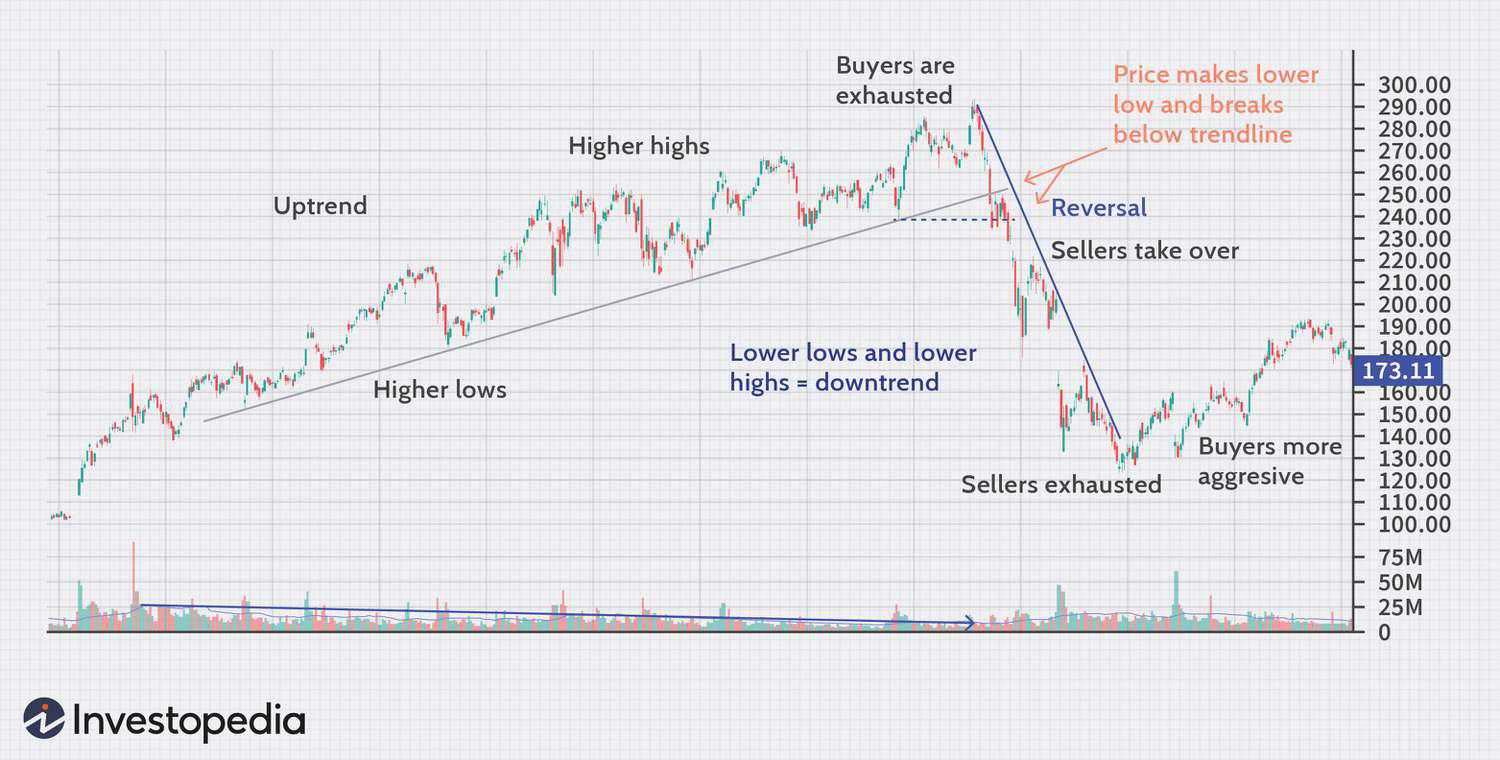 Buyers are
exhausted
Price makes lower
low and breaks
below trendline
Higher highs
Uptrend
Reversal
Sellers take over
Lower lows and lower
highs = downtrend
Higher lows
Buyers more
aggresive
Sellers exhausted
300.00
290.00
280.00
270.00
260.00
250.00
240.00
230.00
220.00
210.00
200.00
190.00
180.00
173.11
160.00
150.00
140.00
130.00
120.00
110.00
100.00
75M
50M
25M
0
Investopedia